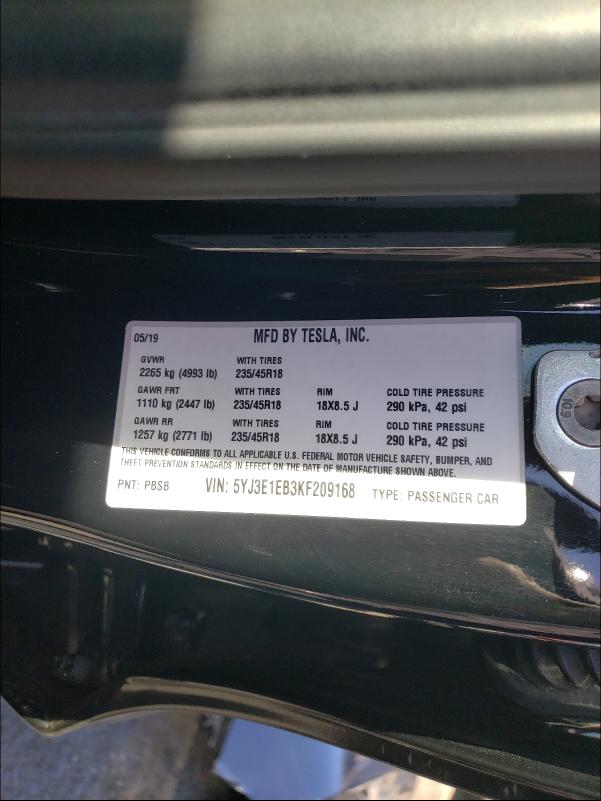 05/19 MFD BY TESLA, INC.
GVWR WITH TIRES
2265 kg (4993 lb) 235/45R18
GAWR FRT WITH TIRES RIM COLD TIRE PRESSURE
1110 kg (2447 lb) 235/45R18 18X8.5 J 290 kPa, 42 psi
GAWR RR WITH TIRES RIM COLD TIRE PRESSURE
1257 kg (2771 lb) 235/45R18 18X8.5 J 290 kPa, 42 psi
THIS VEHICLE CONFORMS TO ALL APPLICABLE U.S. FEDERAL MOTOR VEHICLE SAFETY, BUMPER, AND
THEFT PREVENTION STANDARDS IN EFFECT ON THE DATE OF MANUFACTURE SHOWN ABOVE.
PNT: PBSB VIN: 5YJ3E1EB3KF209168 TYPE: PASSENGER CAR
10.9